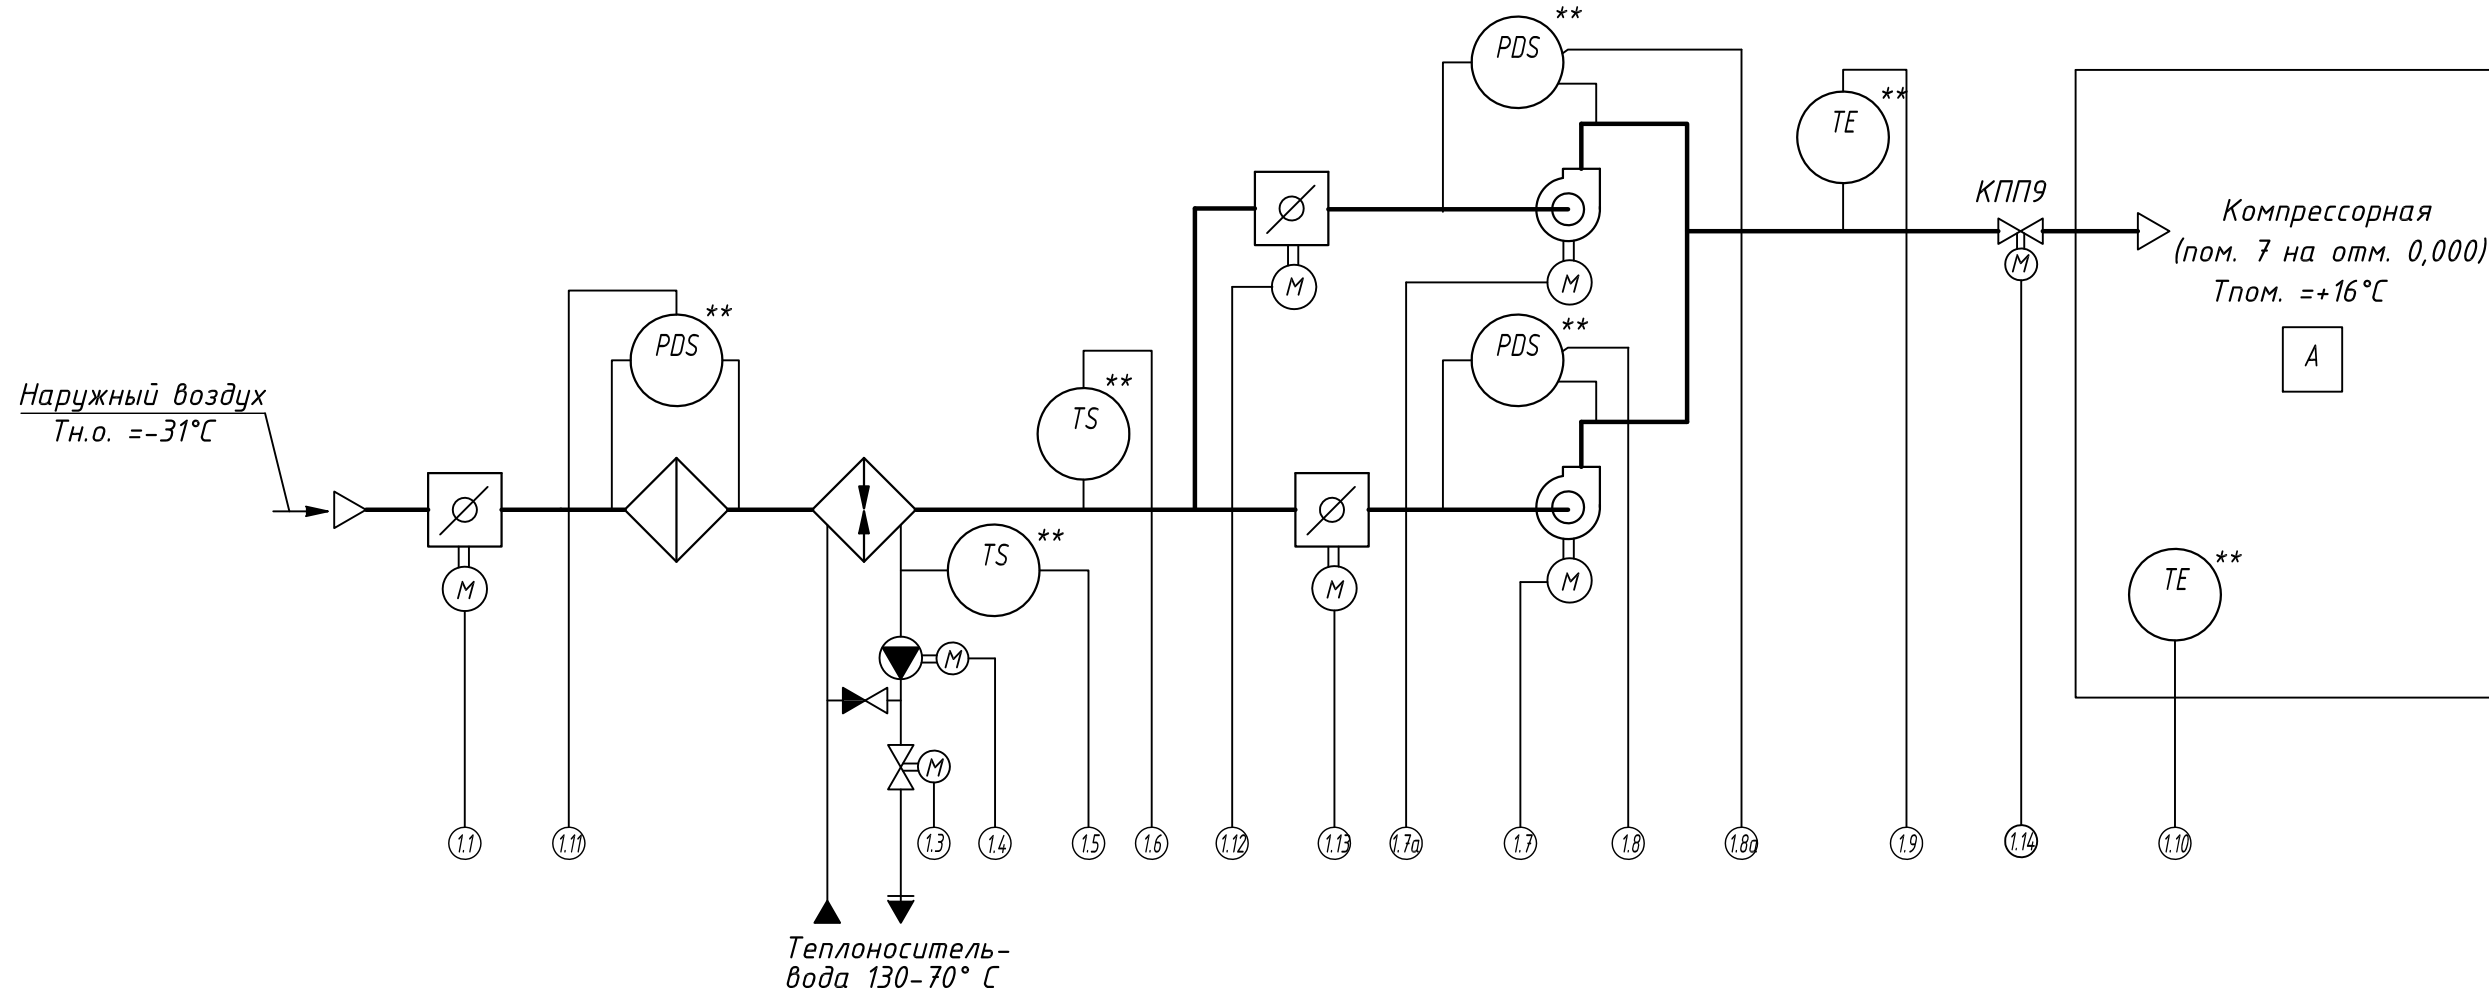 **
PDS
**
TE
КПП9
Компрессорная
(пом. 7 на отм. 0,000)
Тпом. =+16°С
М
М
М
**
PDS
**
PDS
А
**
TS
Наружный воздух
Тн.о. =-31°С
**
TS
**
TE
М
М
М
М
М
1.1
1.11
1.3
1.4
1.5
1.6
1.12
1.13
1.7а
1.7
1.8
1.8а
1.9
1.14
1.10
Теплоноситель-
вода 130-70° С